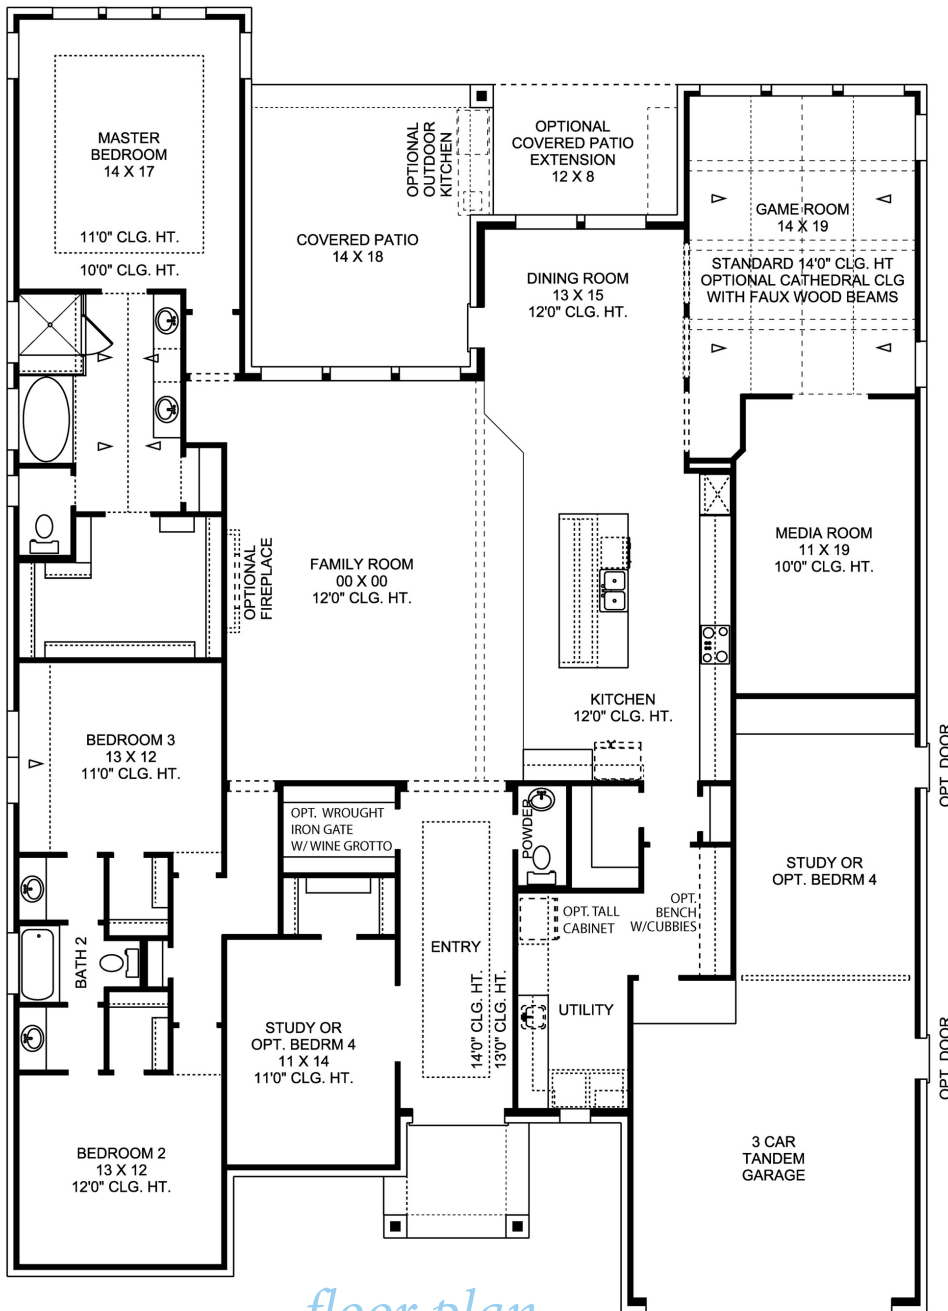 MASTER
BEDROOM
14 X 17
11'0" CLG. HT.
10'0" CLG. HT.
COVERED PATIO
14 X 18
OPTIONAL
OUTDOOR
KITCHEN
OPTIONAL
COVERED PATIO
EXTENSION
12 X 8
GAME ROOM
14 X 19
STANDARD 14'0" CLG. HT
OPTIONAL CATHEDRAL CLG
WITH FAUX WOOD BEAMS
DINING ROOM
13 X 15
12'0" CLG. HT.
FAMILY ROOM
00 X 00
12'0" CLG. HT.
OPTIONAL
FIREPLACE
MEDIA ROOM
11 X 19
10'0" CLG. HT.
KITCHEN
12'0" CLG. HT.
BEDROOM 3
13 X 12
11'0" CLG. HT.
OPT. WROUGHT
IRON GATE
W/ WINE GROTTO
POWDER
OPT. DOOR
STUDY OR
OPT. BEDRM 4
OPT. TALL
CABINET
OPT.
BENCH
W/CUBBIES
ENTRY
14'0" CLG. HT.
13'0" CLG. HT.
BATH 2
UTILITY
STUDY OR
OPT. BEDRM 4
11 X 14
11'0" CLG. HT.
OPT. DOOR
BEDROOM 2
13 X 12
12'0" CLG. HT.
3 CAR
TANDEM
GARAGE
floor plan